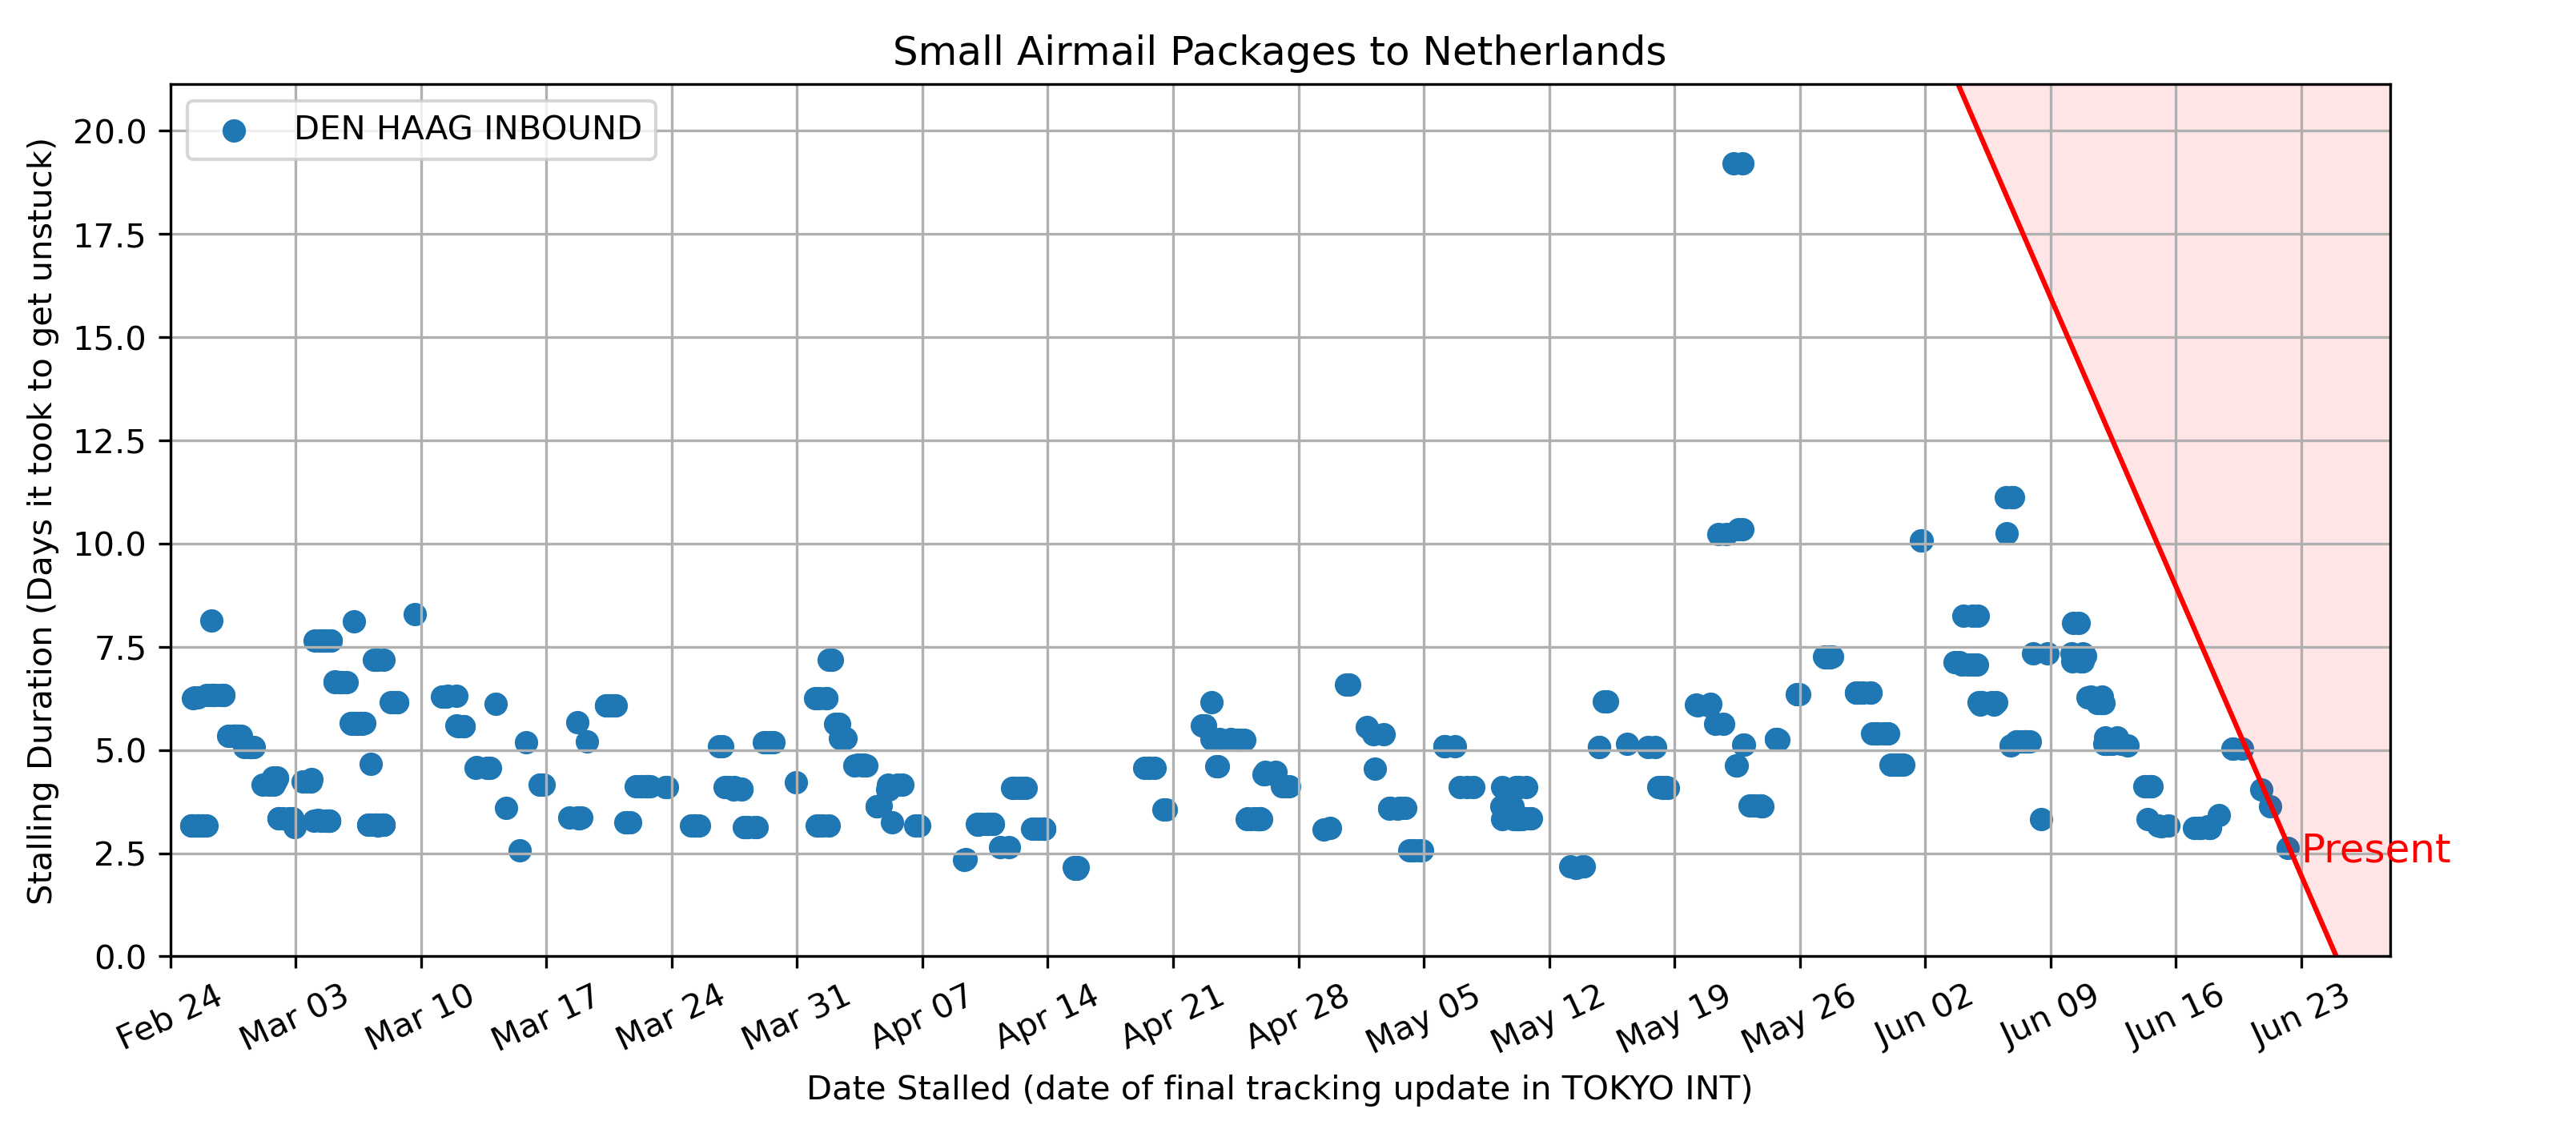 Small Airmail Packages to Netherlands
DEN HAAG INBOUND
Stalling Duration (Days it took to get unstuck)
20.0
17.5
15.0
12.5
10.0
7.5
5.0
2.5
0.0
Present
Feb 24
Mar 03
Mar 10
Mar 17
Mar 24
Mar 31
Apr 07
Apr 14
Apr 21
Apr 28
May 05
May 12
May 19
May 26
Jun 02
Jun 09
Jun 16
Jun 23
Date Stalled (date of final tracking update in TOKYO INT)